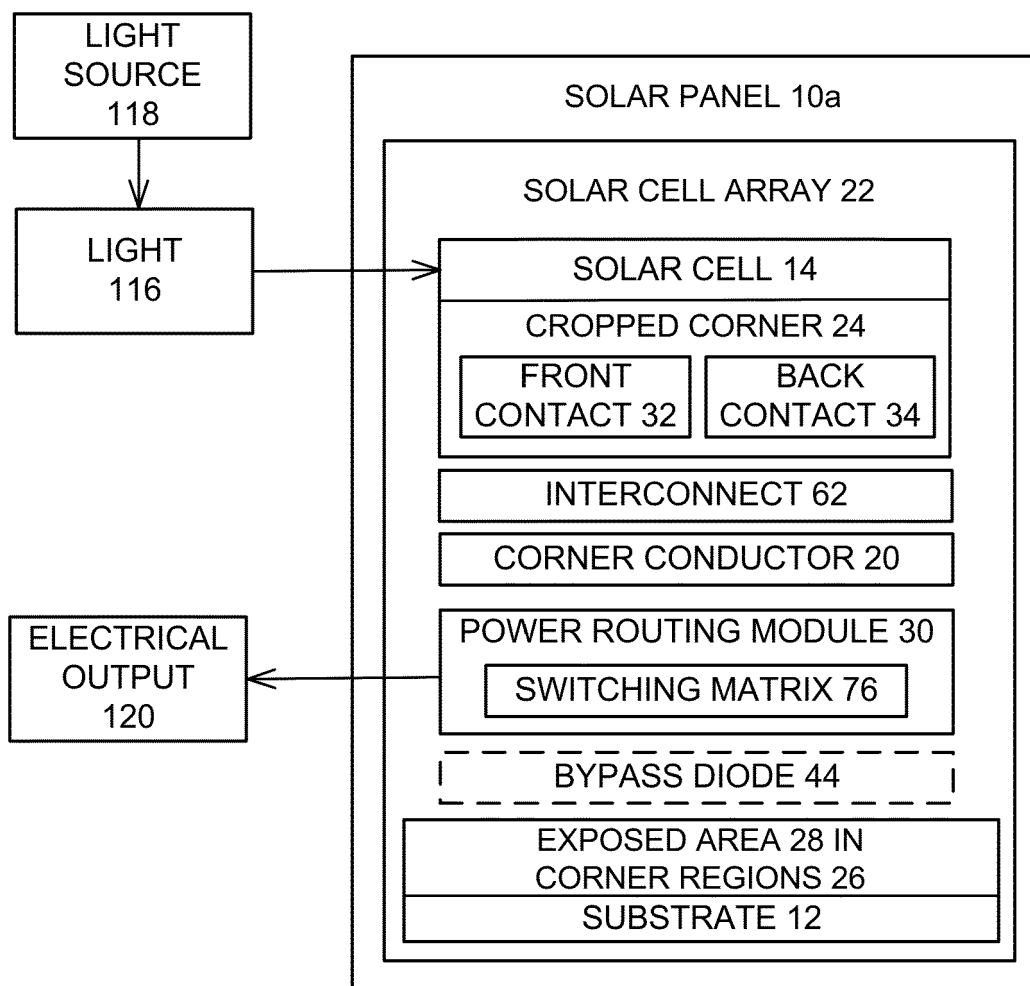 LIGHT
SOURCE
118
LIGHT
116
ELECTRICAL
OUTPUT
120
SOLAR PANEL 10a
SOLAR CELL ARRAY 22
SOLAR CELL 14
CROPPED CORNER 24
FRONT
CONTACT 32
BACK
CONTACT 34
INTERCONNECT 62
CORNER CONDUCTOR 20
POWER ROUTING MODULE 30
SWITCHING MATRIX 76
BYPASS DIODE 44
EXPOSED AREA 28 IN
CORNER REGIONS 26
SUBSTRATE 12